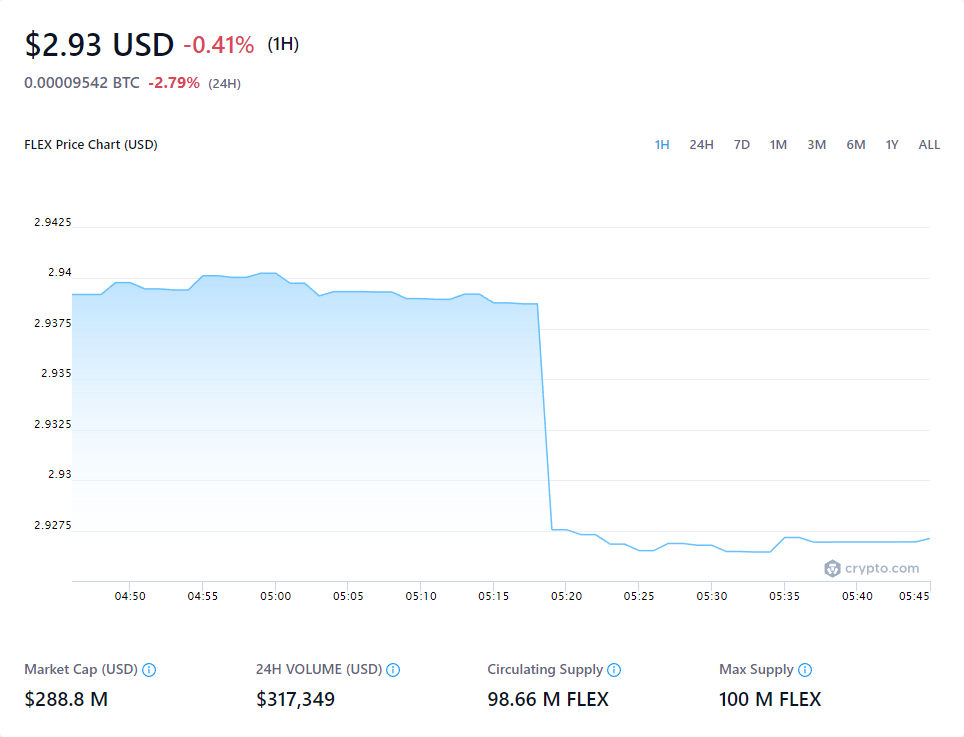 $2.93 USD -0.41% (1H)
0.00009542 BTC -2.79% (24H)
FLEX Price Chart (USD) 1H 24H 7D 1M 3M 6M 1Y ALL
2.9425
2.94
2.9375
2.935
2.9325
2.93
2.9275
crypto.com
04:50 04:55 05:00 05:05 05:10 05:15 05:20 05:25 05:30 05:35 05:40 05:45
Market Cap (USD) 24H VOLUME (USD) Circulating Supply Max Supply
$288.8 M $317,349 98.66 M FLEX 100 M FLEX